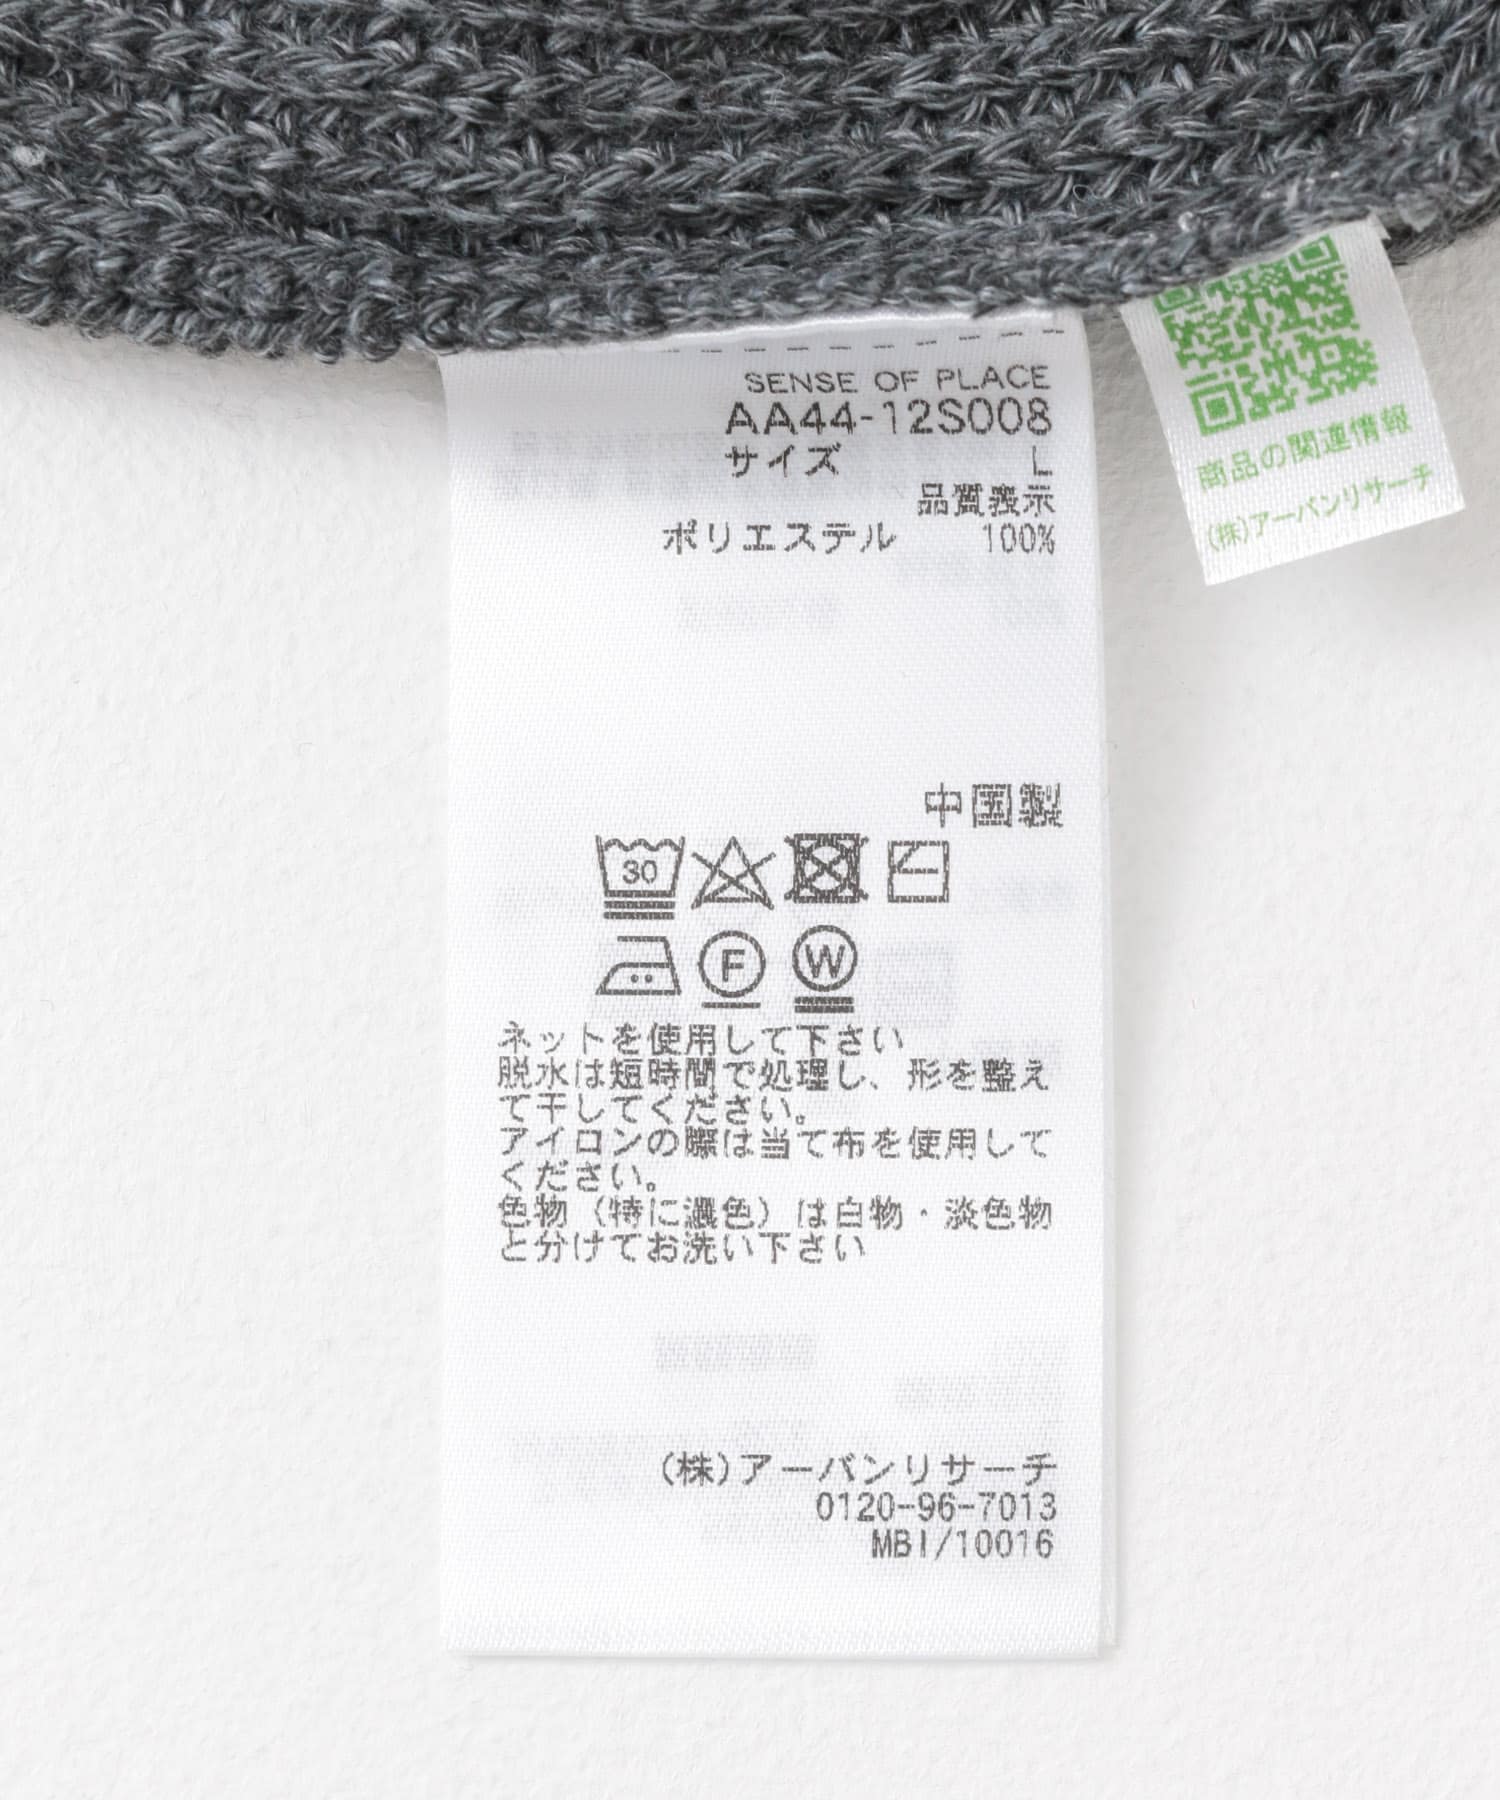 SENSE OF PLACE
AA44-12S008
サイズ L
品質表示
ポリエステル 100%
中国製
30
F W
ネットを使用して下さい
脱水は短時間で処理し、形を整え
て干してください。
アイロンの際は当て布を使用して
ください。
色物（特に濃色）は白物・淡色物
と分けてお洗い下さい
(株)アーバンリサーチ
0120-96-7013
MBI/10016
商品の関連情報
(株)アーバンリサーチ